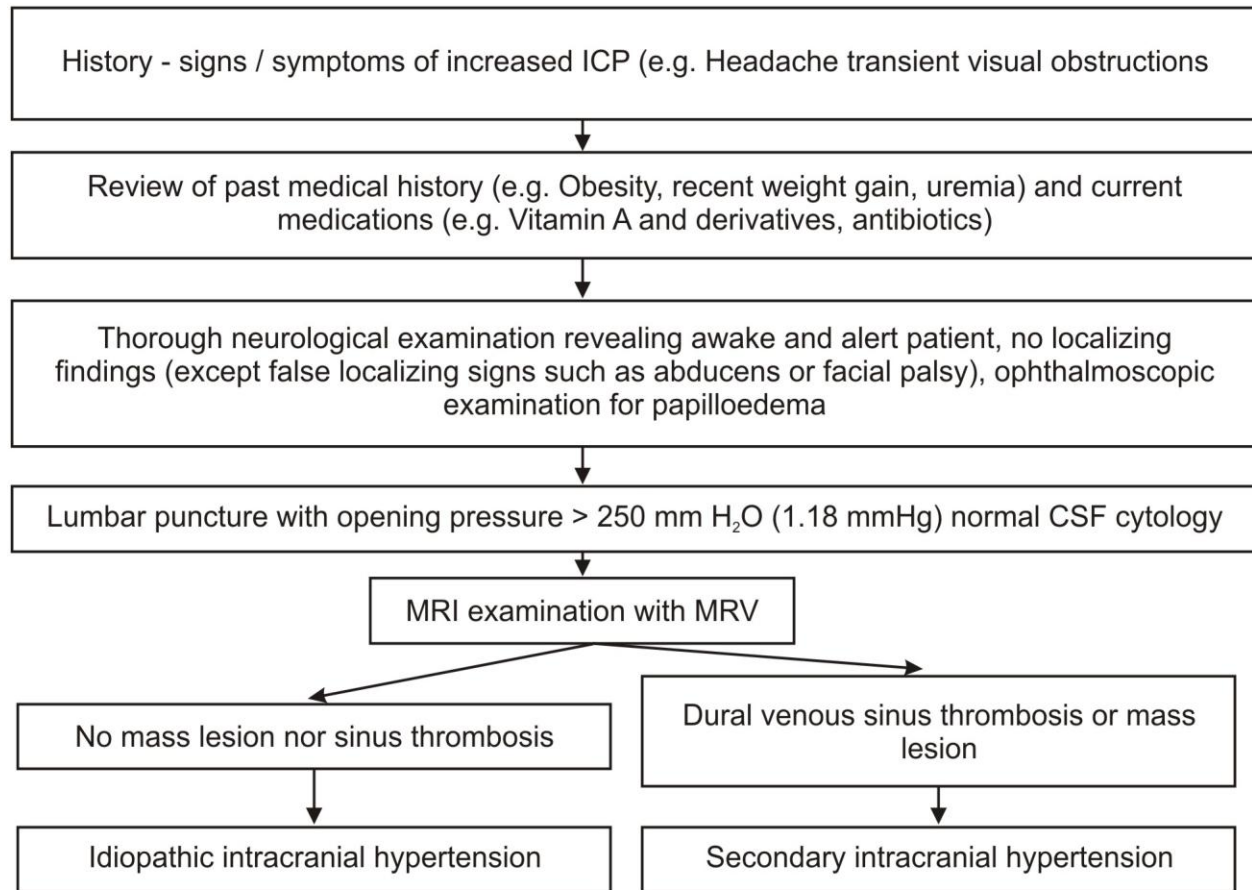 History - signs / symptoms of increased ICP (e.g. Headache transient visual obstructions
Review of past medical history (e.g. Obesity, recent weight gain, uremia) and current
medications (e.g. Vitamin A and derivatives, antibiotics)
Thorough neurological examination revealing awake and alert patient, no localizing
findings (except false localizing signs such as abducens or facial palsy), ophthalmoscopic
examination for papilloedema
Lumbar puncture with opening pressure > 250 mm H₂O (1.18 mmHg) normal CSF cytology
MRI examination with MRV
No mass lesion nor sinus thrombosis
Dural venous sinus thrombosis or mass
lesion
Idiopathic intracranial hypertension
Secondary intracranial hypertension